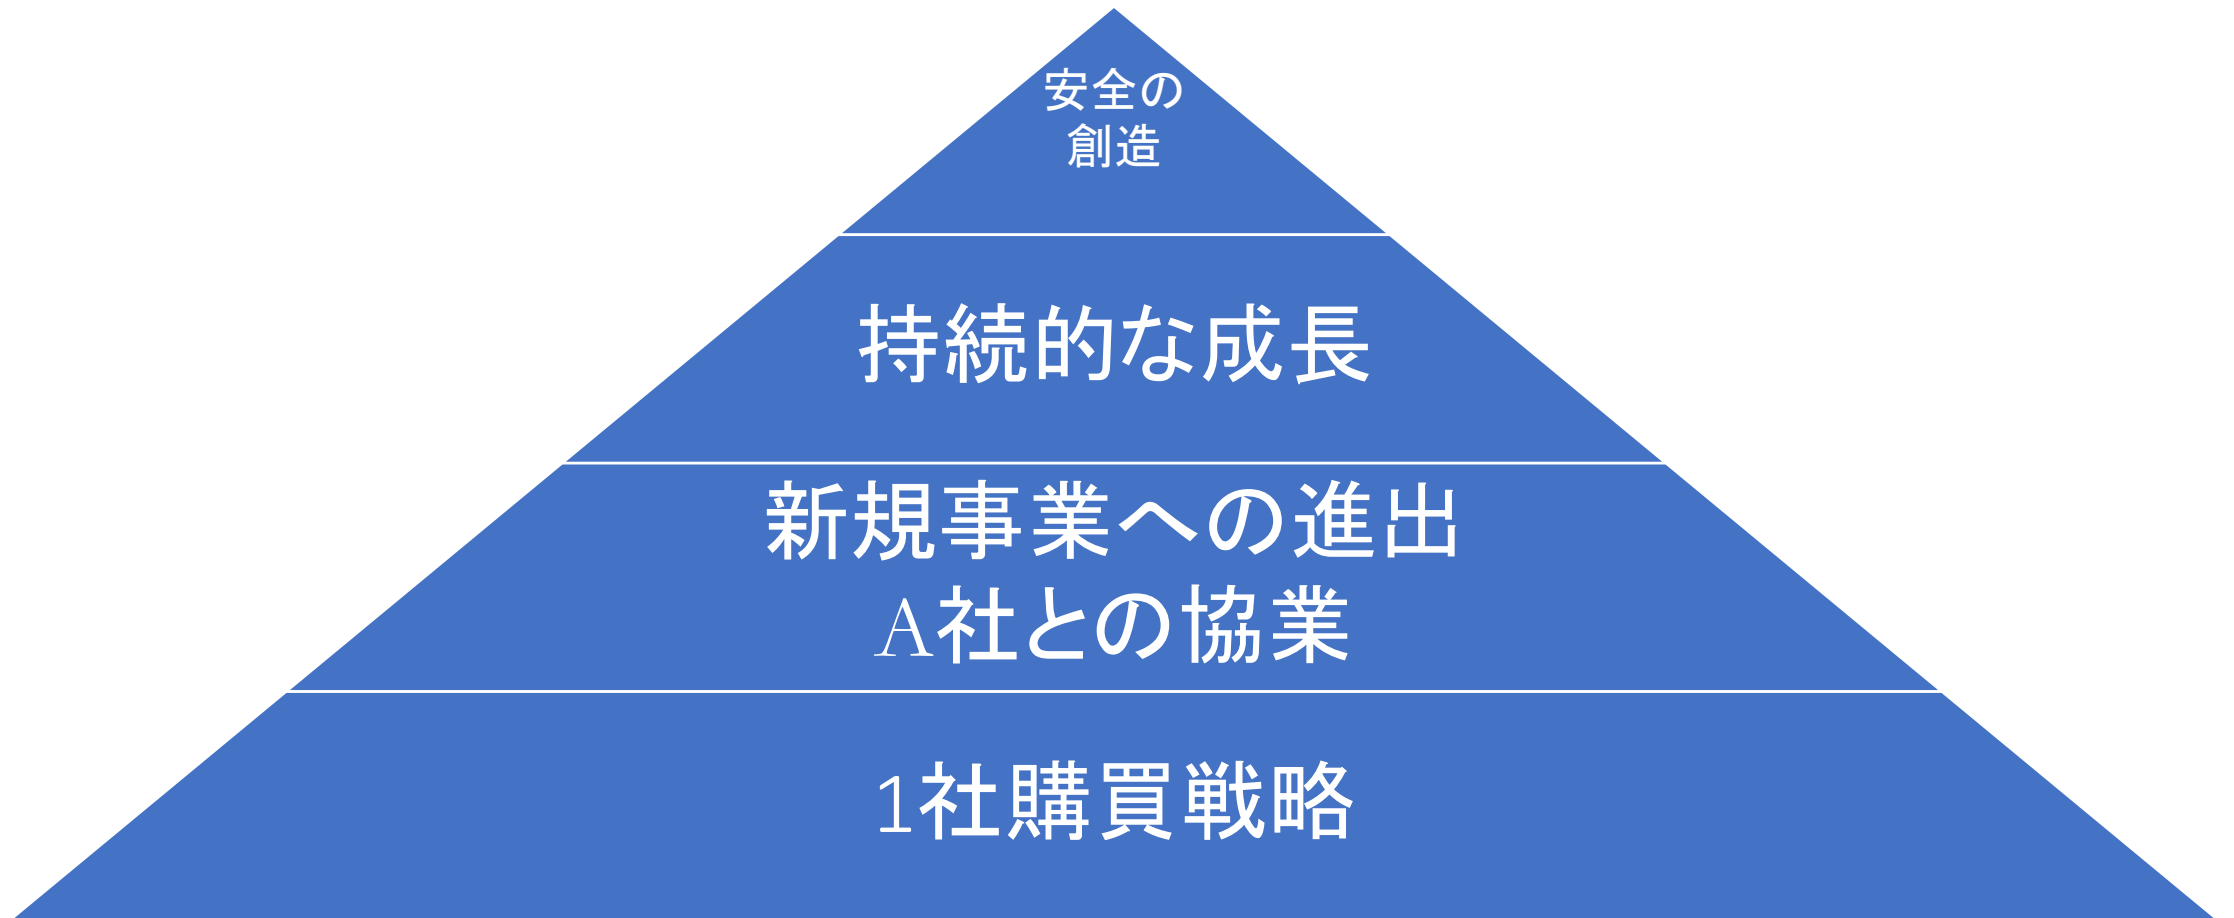 安全の
創造
持続的な成長
新規事業への進出
A社との協業
1社購買戦略